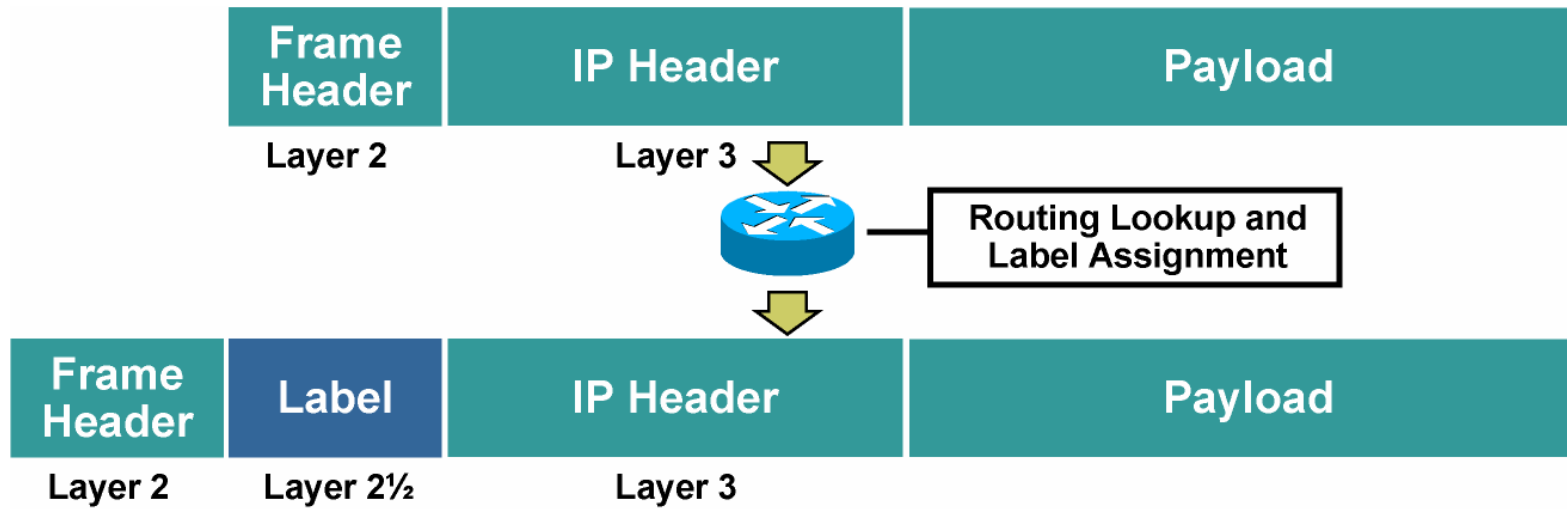 Frame
Header
IP Header
Payload
Layer 2
Layer 3
Routing Lookup and
Label Assignment
Frame
Header
Label
IP Header
Payload
Layer 2
Layer 2½
Layer 3